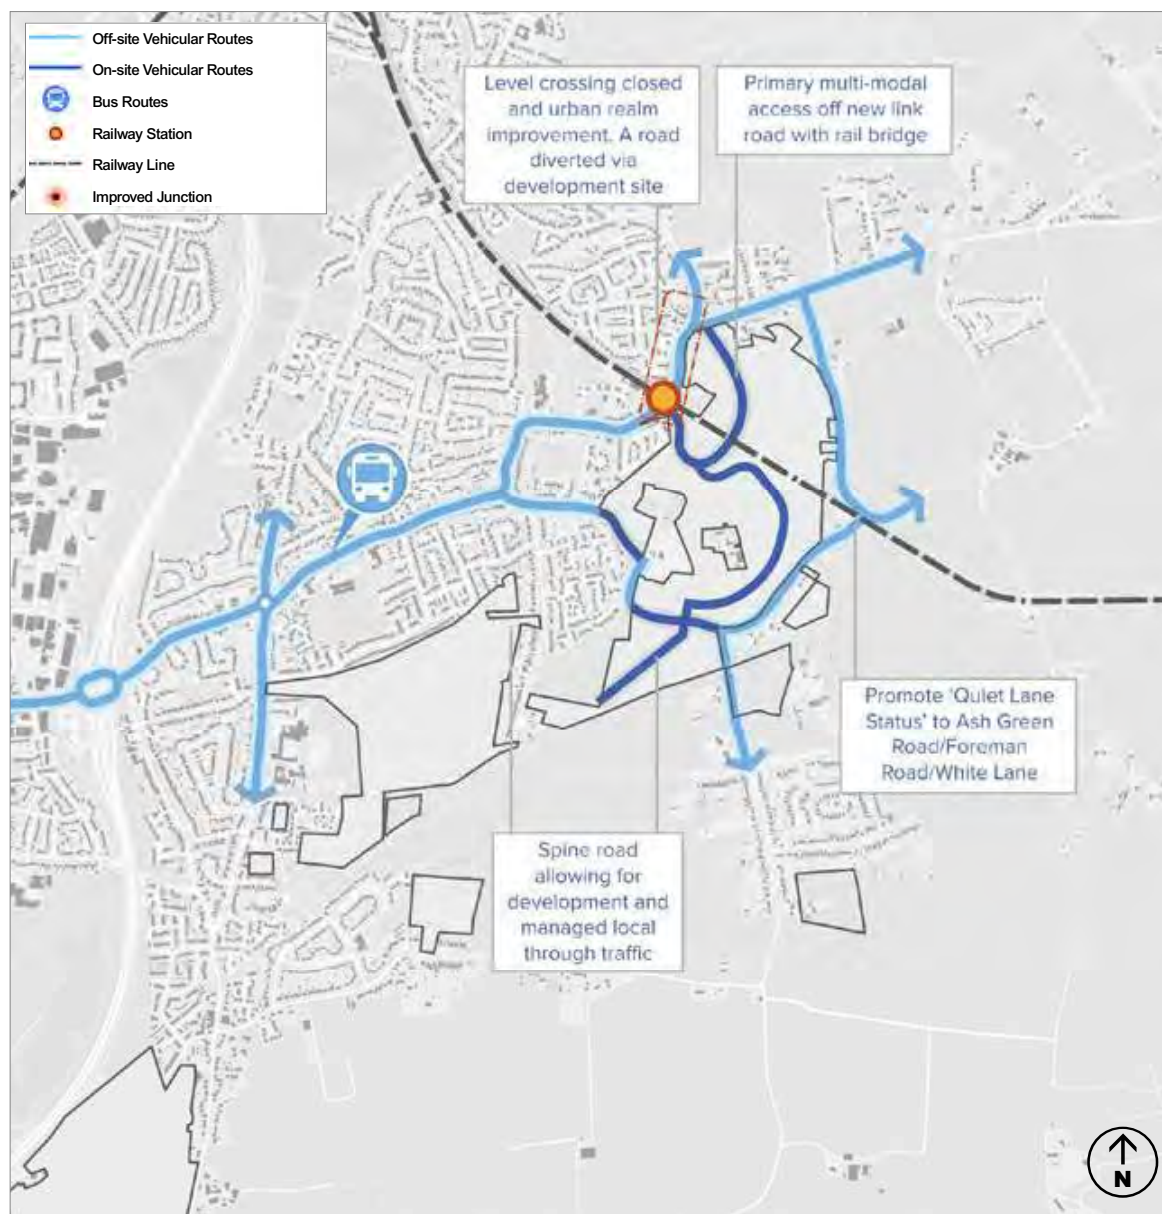 Off-site Vehicular Routes
On-site Vehicular Routes
Bus Routes
Railway Station
Railway Line
Improved Junction
Level crossing closed
and urban realm
improvement. A road
diverted via
development site
Primary multi-modal
access off new link
road with rail bridge
Promote 'Quiet Lane
Status' to Ash Green
Road/Foreman
Road/White Lane
Spine road
allowing for
development and
managed local
through traffic
N